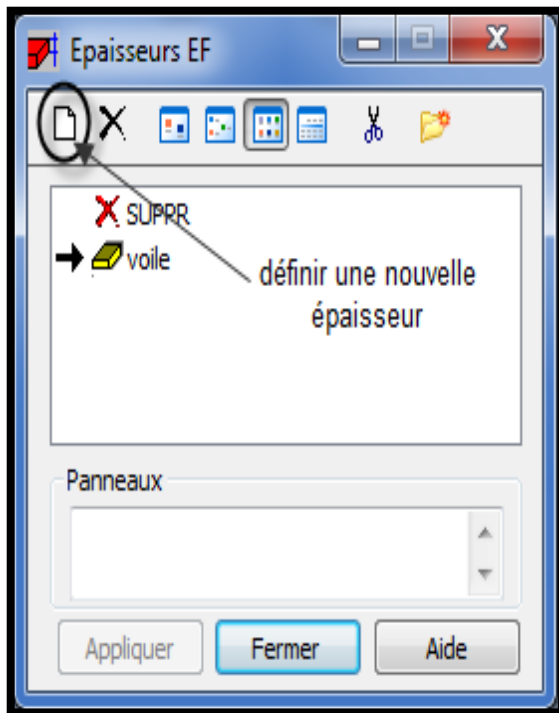 Epaisseurs EF
SUPPR
voile
définir une nouvelle
épaisseur
Panneaux
Appliquer
Fermer
Aide